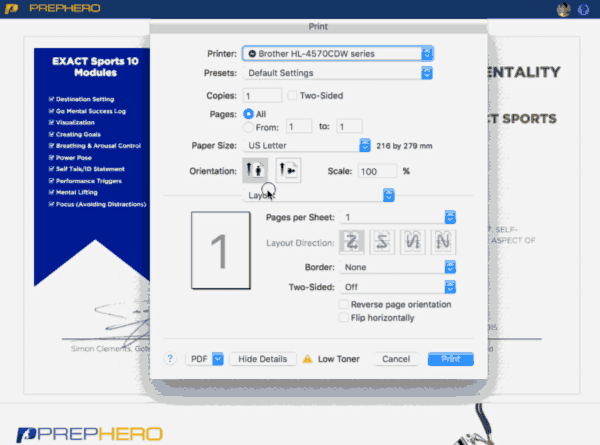 PREPHERO
Print
EXACT Sports 10
Modules
Destination Setting
Go Mental Success Log
Visualization
Creating Goals
Breathing & Arousal Control
Power Pose
Self Talk/ID Statement
Performance Triggers
Mental Lifting
Focus (Avoiding Distractions)
Simon Clements,
Printer: Brother HL-4570CDW series
Presets: Default Settings
Copies: 1 Two-Sided
Pages: All
From: 1 to: 1
Paper Size: US Letter 216 by 279 mm
Orientation: Scale: 100 %
Layout
1
Pages per Sheet: 1
Layout Direction:
Border: None
Two-Sided: Off
Reverse page orientation
Flip horizontally
? PDF Hide Details Low Toner Cancel Print
ENTALITY
CT SPORTS
SELF-
ASPECT OF
PREPHERO